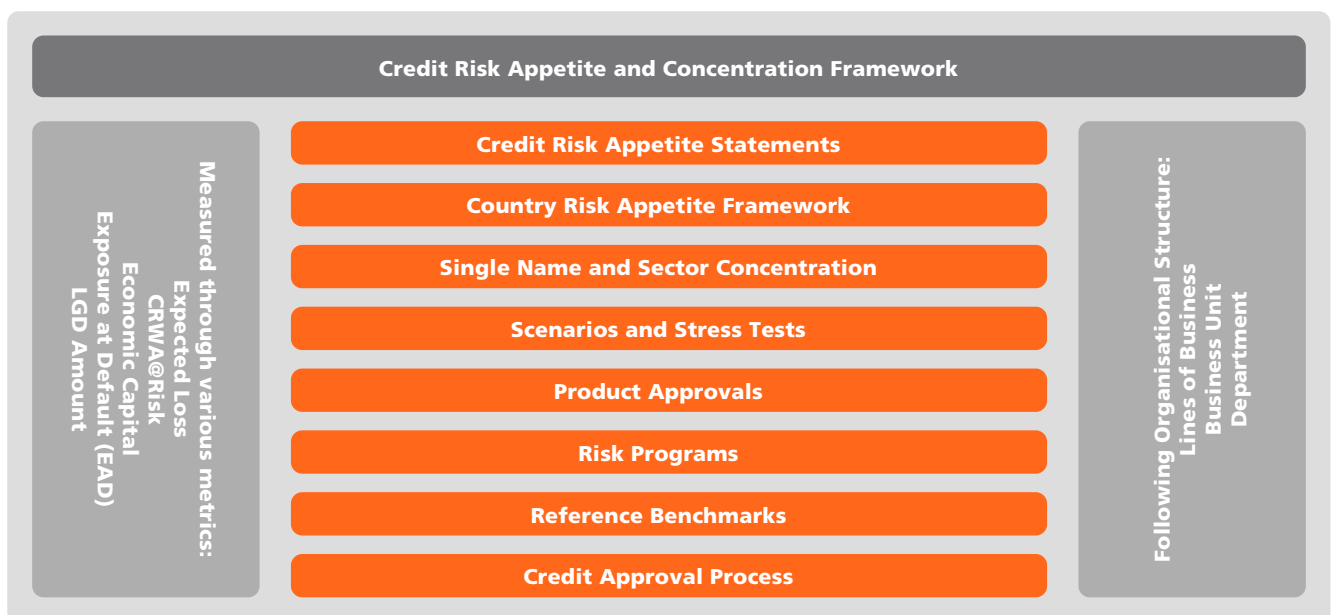 Credit Risk Appetite and Concentration Framework
Measured through various metrics:
Expected Loss
CRWA@Risk
Economic Capital
Exposure at Default (EAD)
LGD Amount
Credit Risk Appetite Statements
Country Risk Appetite Framework
Single Name and Sector Concentration
Scenarios and Stress Tests
Product Approvals
Risk Programs
Reference Benchmarks
Credit Approval Process
Following Organisational Structure:
Lines of Business
Business Unit
Department